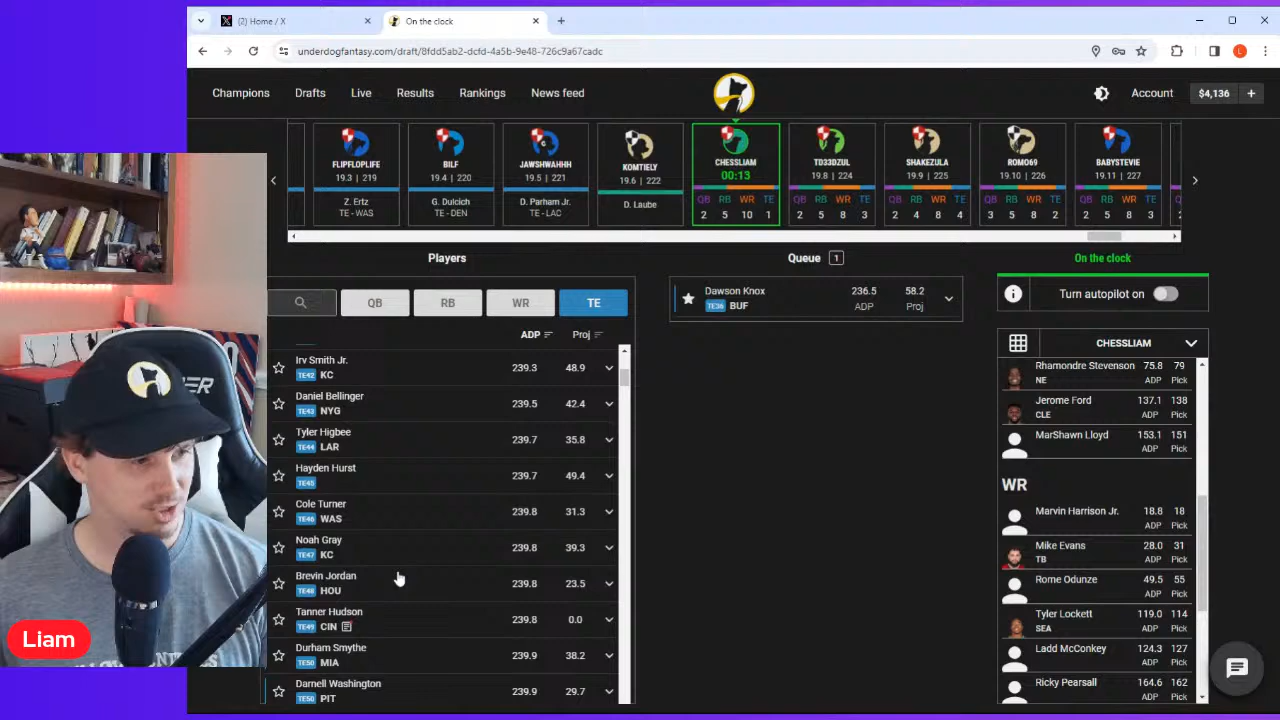 (2) Home / X
On the clock
underdogfantasy.com/draft/8fdd5ab2-dcfd-4a5b-9e48-726c9a67cadc
Champions
Drafts
Live
Results
Rankings
News feed
Account
$4,136
FLIPFLOPLIFE
19.3 | 219
Z. Ertz
TE - WAS
BILF
19.4 | 220
G. Dulcich
TE - DEN
JAWSHWAHHH
19.5 | 221
D. Parham Jr.
TE - LAC
KOMTIELY
19.6 | 222
D. Laube
CHESSLIAM
00:13
QB RB WR TE
2 5 10 1
TD33DZUL
19.8 | 224
QB RB WR TE
2 5 8 3
SHAKEZULA
19.9 | 225
QB RB WR TE
2 4 8 4
ROMO69
19.10 | 226
QB RB WR TE
3 5 8 2
BABYSTEVIE
19.11 | 227
QB RB WR TE
2 5 8 3
Players
QB
RB
WR
TE
ADP
Proj
Irv Smith Jr. 239.3 48.9
TE42 KC
Daniel Bellinger 239.5 42.4
TE43 NYG
Tyler Higbee 239.7 35.8
TE44 LAR
Hayden Hurst 239.7 49.4
TE45
Cole Turner 239.8 31.3
TE46 WAS
Noah Gray 239.8 39.3
TE47 KC
Brevin Jordan 239.8 23.5
TE48 HOU
Tanner Hudson 239.8 0.0
TE49 CIN
Durham Smythe 239.9 38.2
TE50 MIA
Darnell Washington 239.9 29.7
TE50 PIT
Queue 1
Dawson Knox 236.5 58.2
TE36 BUF ADP Proj
On the clock
Turn autopilot on
CHESSLIAM
Rhamondre Stevenson 75.8 79
NE ADP Pick
Jerome Ford 137.1 138
CLE ADP Pick
MarShawn Lloyd 153.1 151
ADP Pick
WR
Marvin Harrison Jr. 18.8 18
ADP Pick
Mike Evans 28.0 31
TB ADP Pick
Rome Odunze 49.5 55
ADP Pick
Tyler Lockett 119.0 114
SEA ADP Pick
Ladd McConkey 124.3 127
ADP Pick
Ricky Pearsall 164.6 162
ADP Pick
Liam